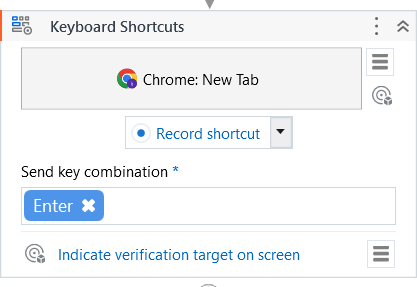 Keyboard Shortcuts
Chrome: New Tab
Record shortcut
Send key combination *
Enter
Indicate verification target on screen